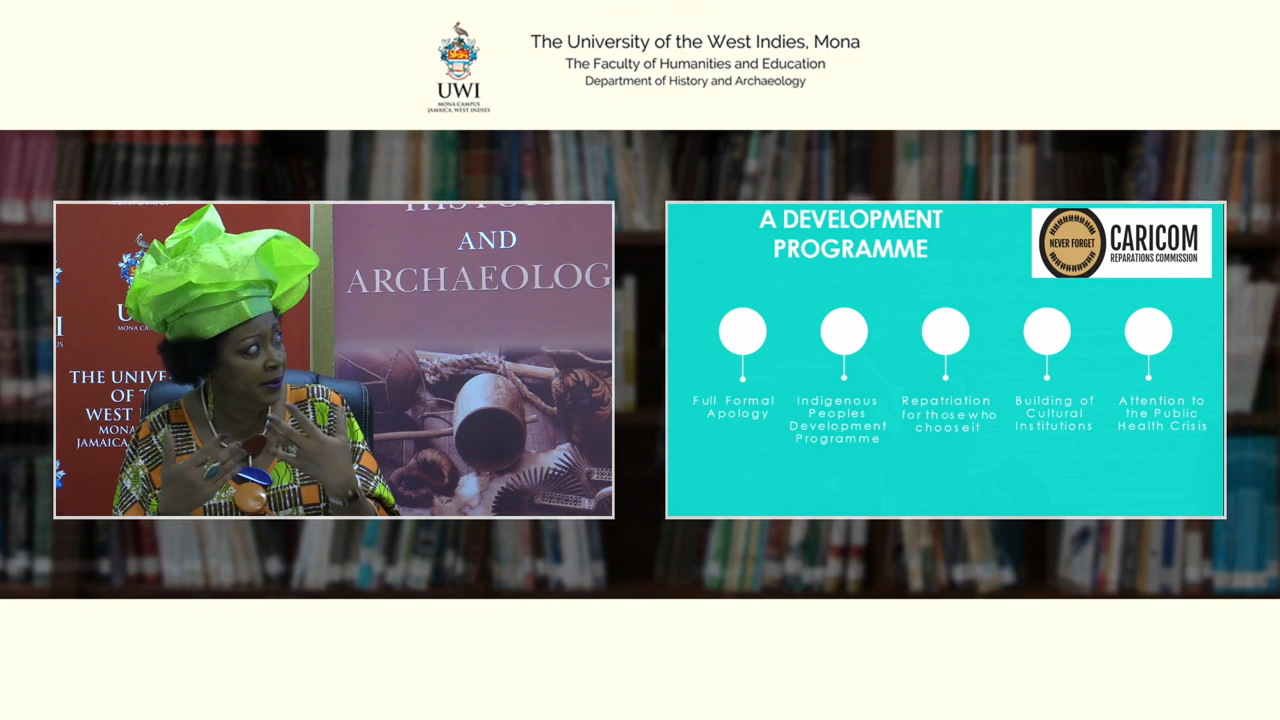 UWI
MONA CAMPUS
JAMAICA, WEST INDIES
The University of the West Indies, Mona
The Faculty of Humanities and Education
Department of History and Archaeology
AND
ARCHAEOLOG
U
MONA CA
I
US
THE UNIVE
OF T
WEST I
MONA
JAMAICA,
A DEVELOPMENT
PROGRAMME
NEVER FORGET
CARICOM
REPARATIONS COMMISSION
Full Formal
Apology
Indigenous
Peoples
Development
Programme
Repatriation
for those who
choose it
Building of
Cultural
Institutions
Attention to
the Public
Health Crisis